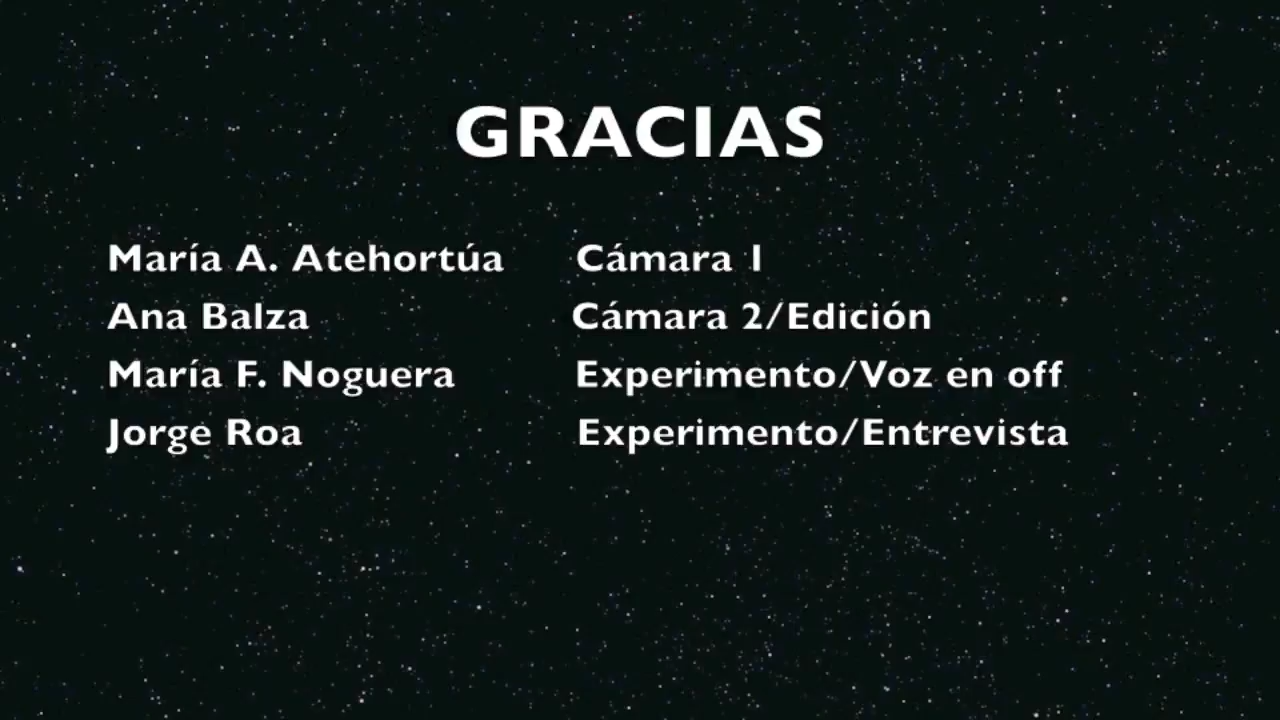 GRACIAS
María A. Atehortúa Cámara 1
Ana Balza Cámara 2/Edición
María F. Noguera Experimento/Voz en off
Jorge Roa Experimento/Entrevista